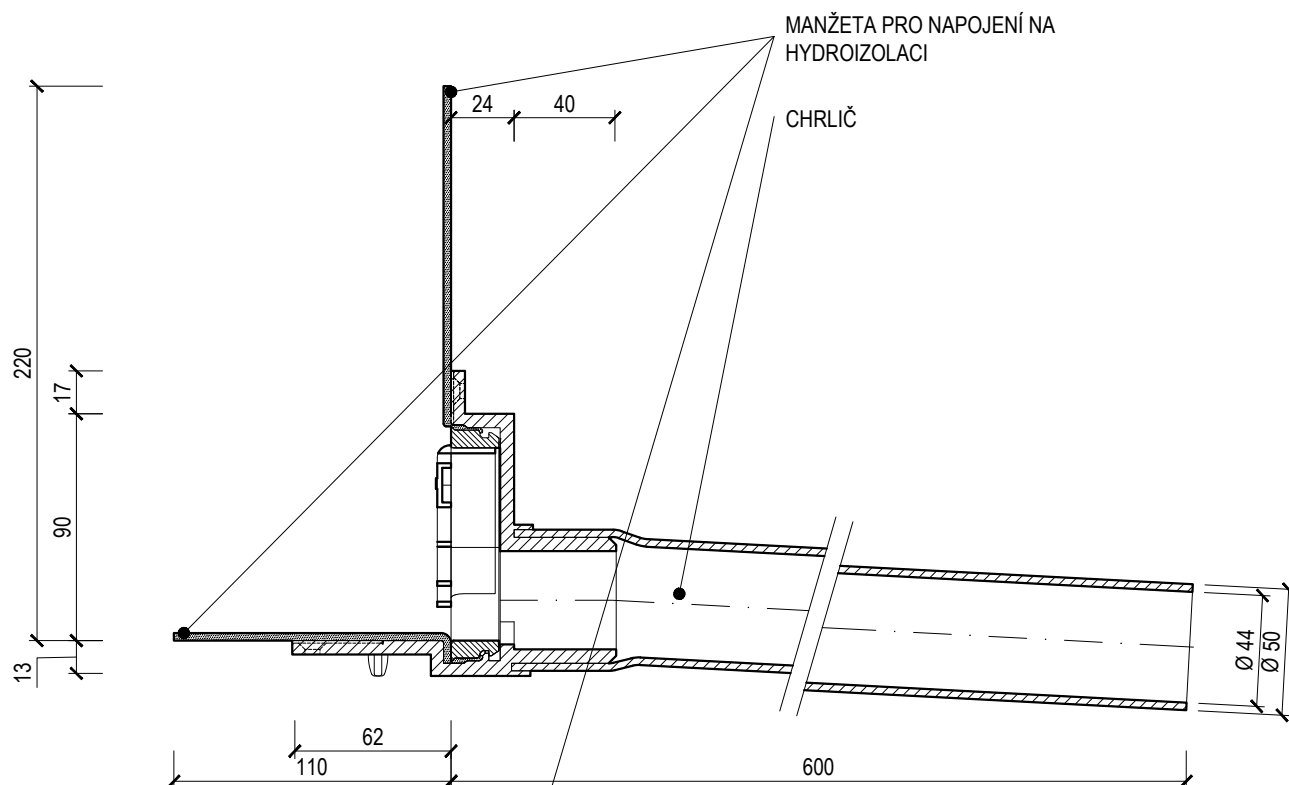 MANŽETA PRO NAPOJENÍ NA
HYDROIZOLACI
24
40
CHRLIČ
220
17
90
13
Ø 44
Ø 50
62
110
600